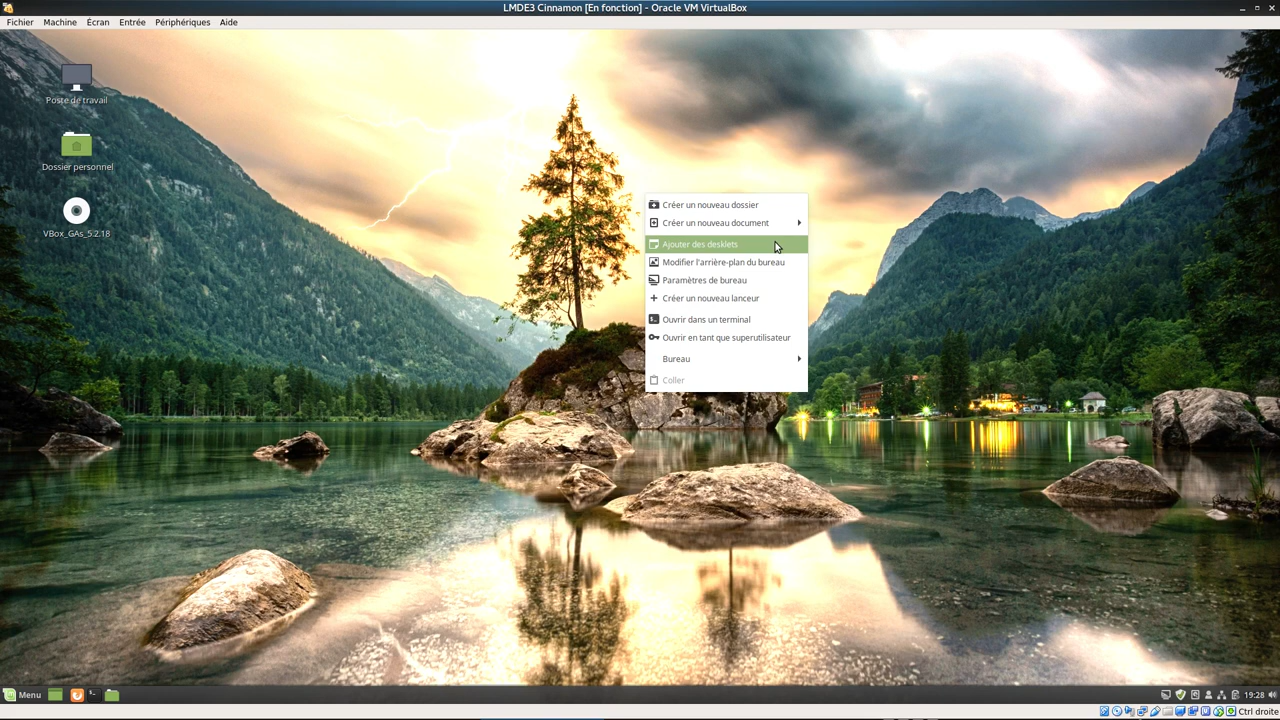 LMDE3 Cinnamon [En fonction] - Oracle VM VirtualBox
Fichier Machine Écran Entrée Périphériques Aide
Poste de travail
Dossier personnel
VBox_GAs_5.2.18
Créer un nouveau dossier
Créer un nouveau document
Ajouter des desklets
Modifier l'arrière-plan du bureau
Paramètres de bureau
Créer un nouveau lanceur
Ouvrir dans un terminal
Ouvrir en tant que superutilisateur
Bureau
Coller
Menu
19:28
Ctrl droite